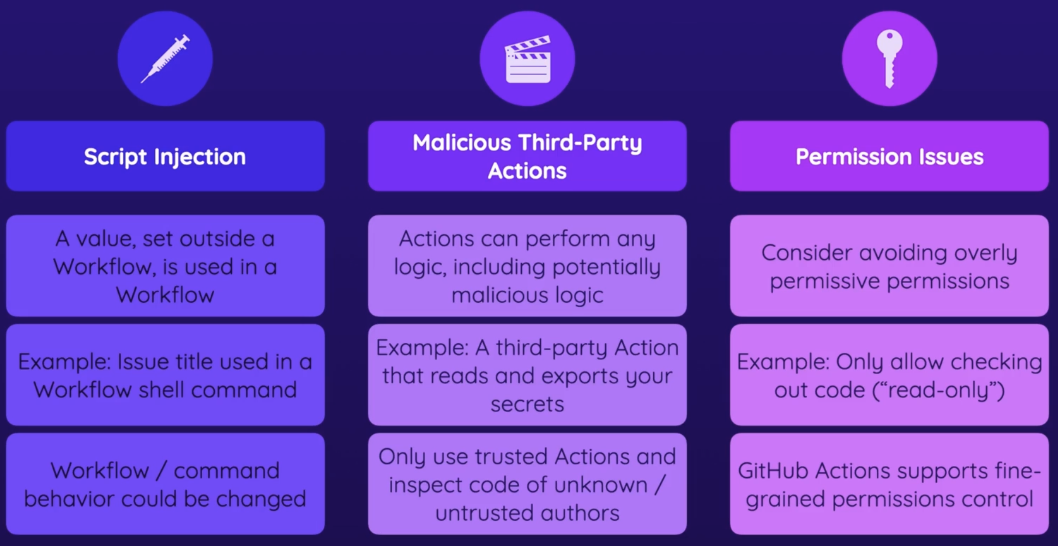 Script Injection
A value, set outside a
Workflow, is used in a
Workflow
Example: Issue title used in a
Workflow shell command
Workflow / command
behavior could be changed
Malicious Third-Party
Actions
Actions can perform any
logic, including potentially
malicious logic
Example: A third-party Action
that reads and exports your
secrets
Only use trusted Actions and
inspect code of unknown /
untrusted authors
Permission Issues
Consider avoiding overly
permissive permissions
Example: Only allow checking
out code (“read-only”)
GitHub Actions supports fine-
grained permissions control